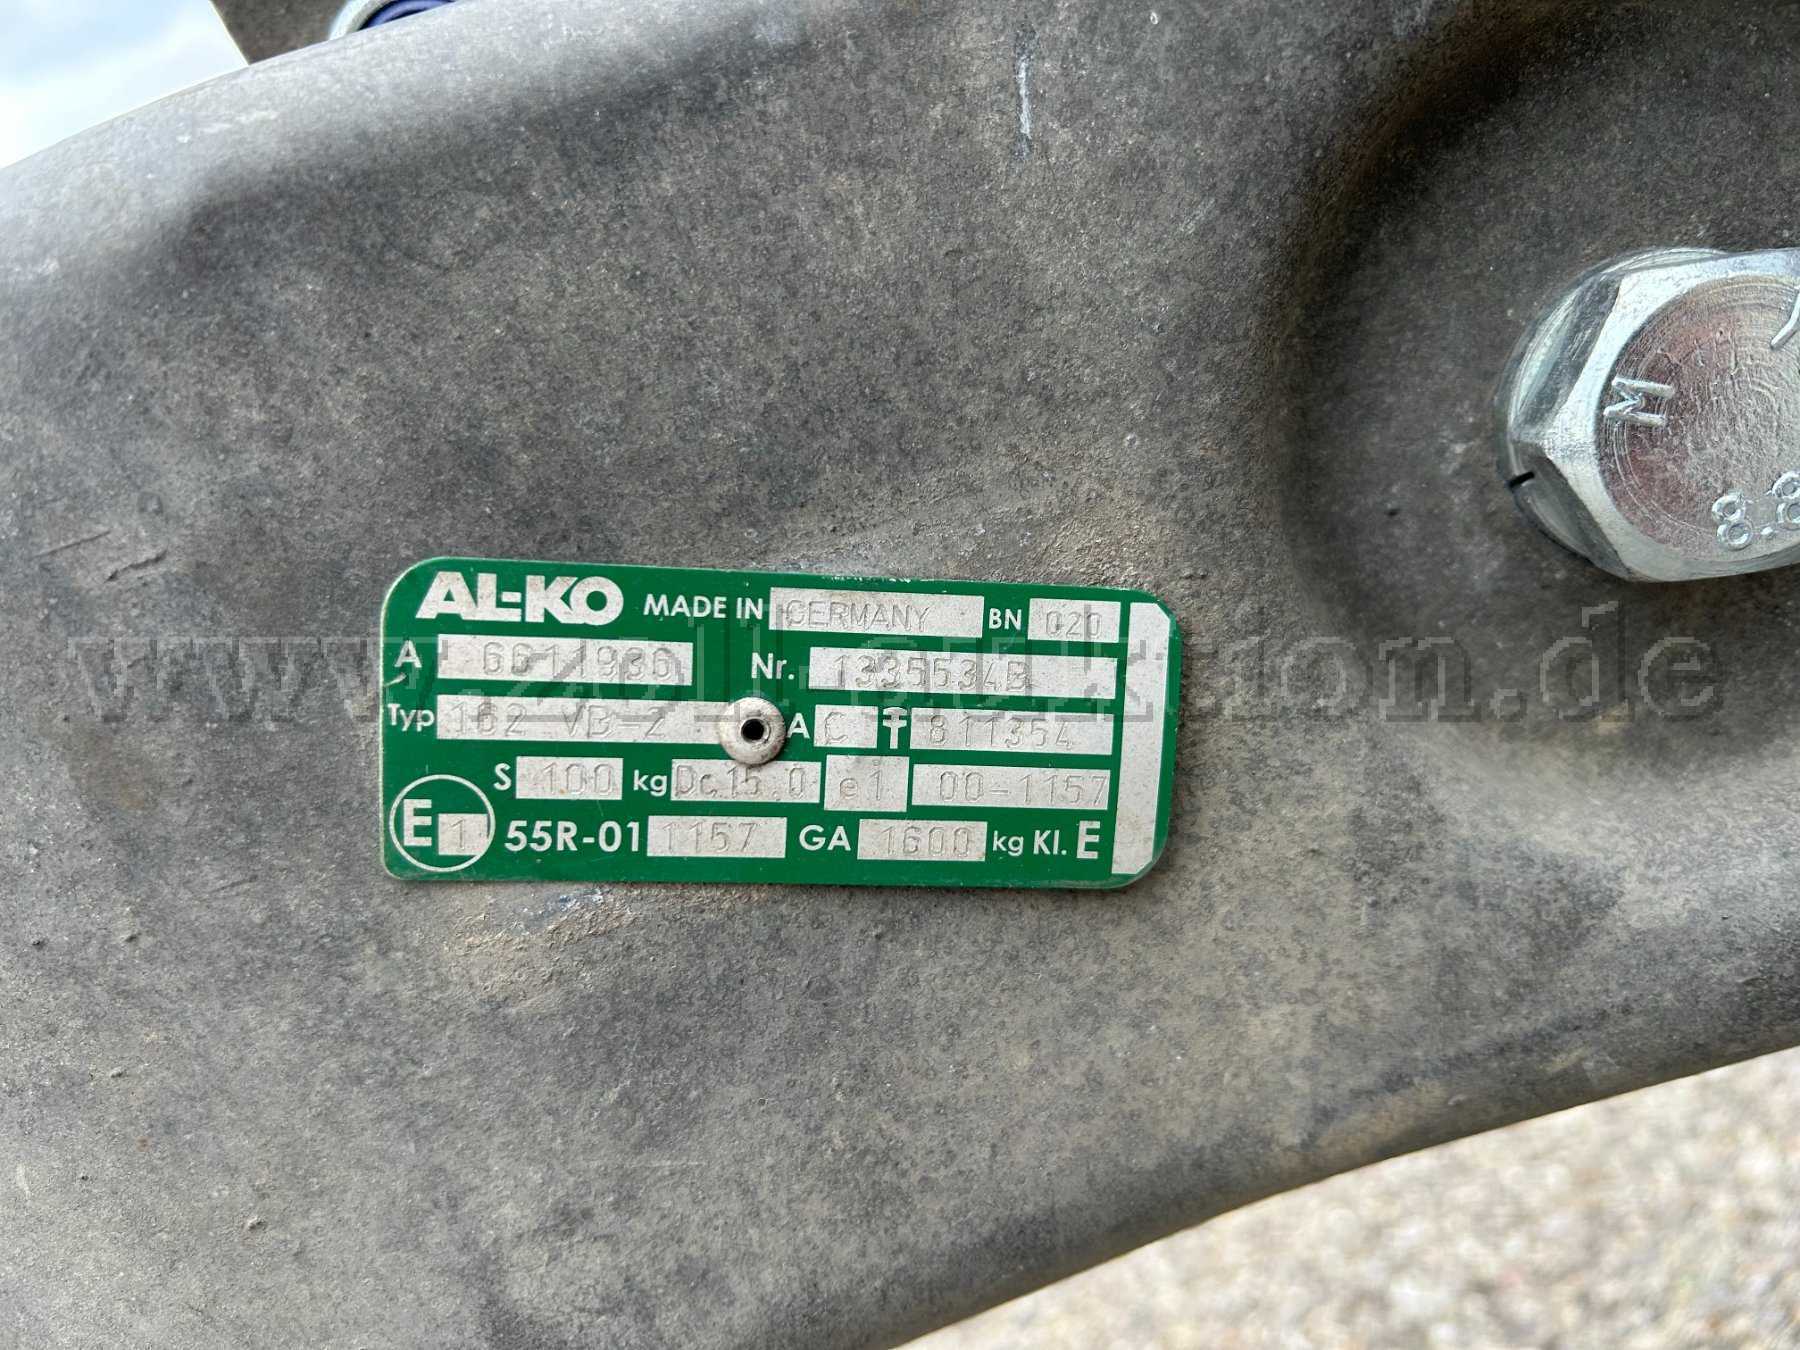 AL-KO MADE IN GERMANY BN 020
A 6611936 Nr. 1335534B
www.zoll-auktion.de
Typ 162 VB-2 A C 811354
S 100 kg Dc 15.0 e1 00-1157
E 1 55R-01 1157 GA 1600 kg Kl. E
M
8.8